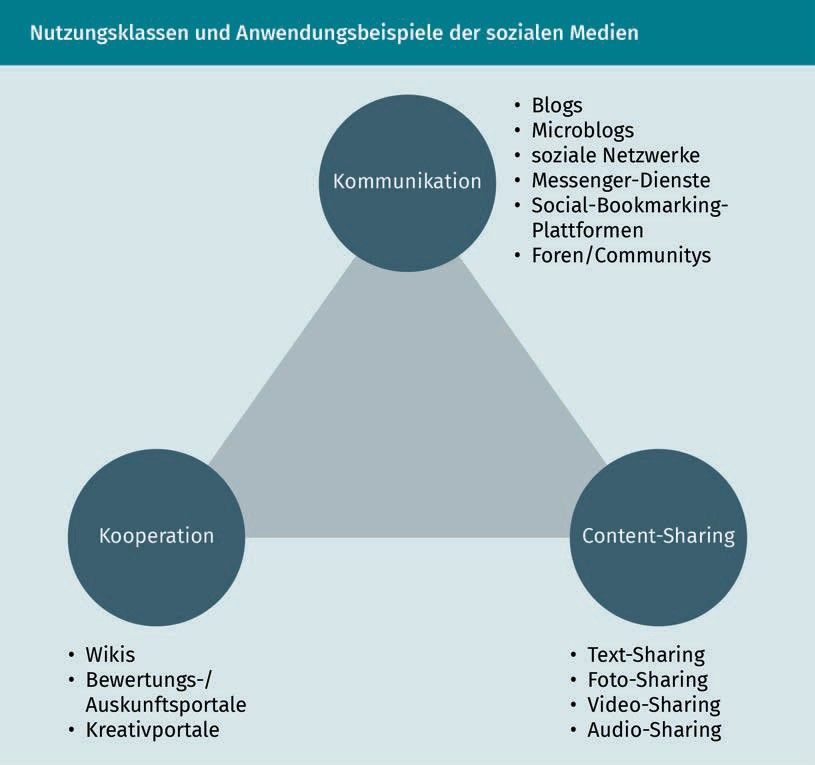 Nutzungsklassen und Anwendungsbeispiele der sozialen Medien
Kommunikation
• Blogs
• Microblogs
• soziale Netzwerke
• Messenger-Dienste
• Social-Bookmarking-
Plattformen
• Foren/Communitys
Kooperation
• Wikis
• Bewertungs-/
Auskunftsportale
• Kreativportale
Content-Sharing
• Text-Sharing
• Foto-Sharing
• Video-Sharing
• Audio-Sharing